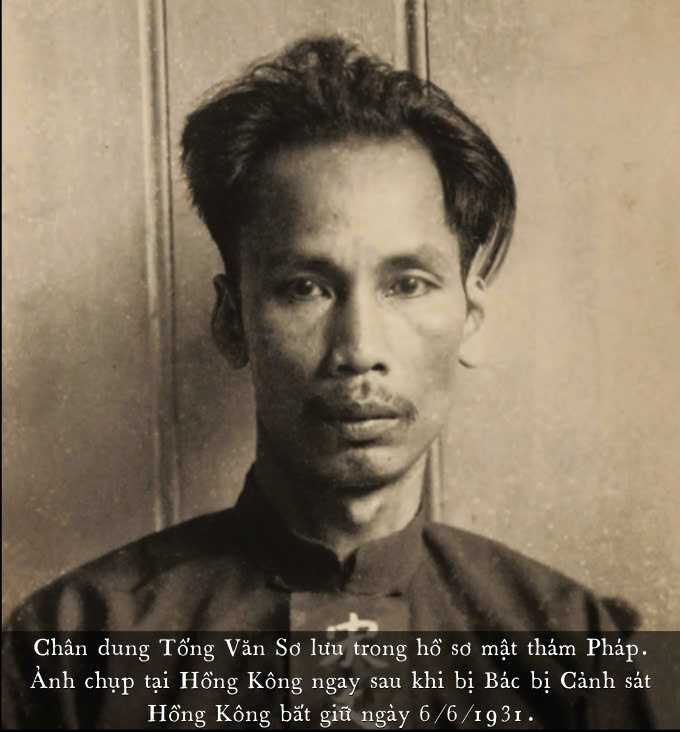 宋
Chân dung Tống Văn Sơ lưu trong hồ sơ mật thám Pháp.
Ảnh chụp tại Hồng Kông ngay sau khi bị Bác bị Cảnh sát
Hồng Kông bắt giữ ngày 6/6/1931.